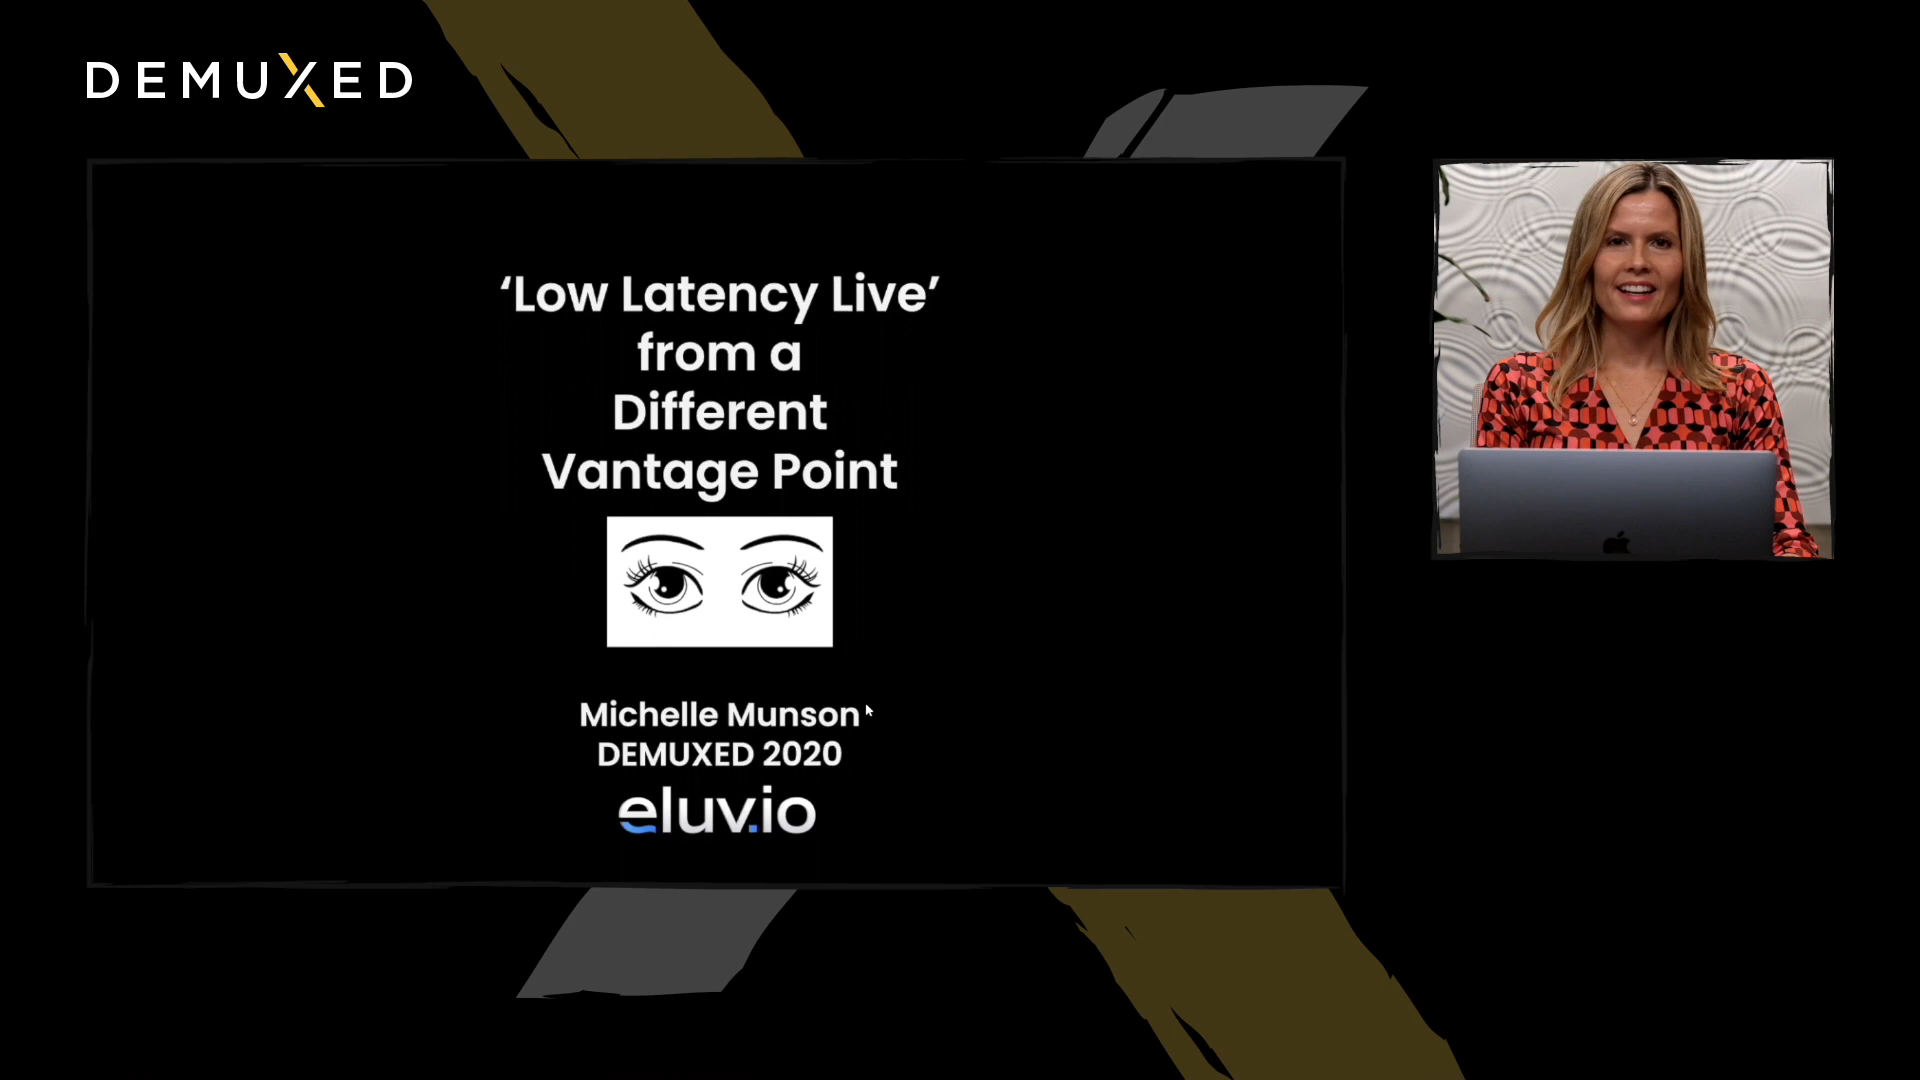 DEMUXED
‘Low Latency Live’
from a
Different
Vantage Point
Michelle Munson
DEMUXED 2020
eluv.io